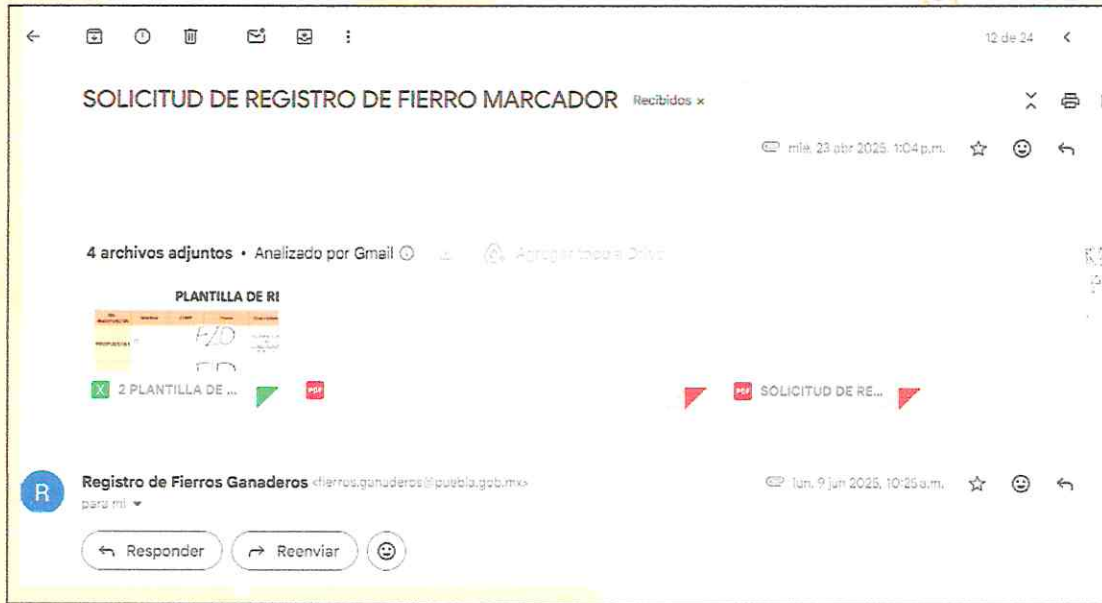 12 de 24
SOLICITUD DE REGISTRO DE FIERRO MARCADOR Recibidos x
mié, 23 abr 2025, 1:04 p.m.
4 archivos adjuntos • Analizado por Gmail
PLANTILLA DE RE
X 2 PLANTILLA DE ...
PDF
PDF SOLICITUD DE RE...
R
Registro de Fierros Ganaderos <fierros.ganaderos@puebla.gob.mx>
lun, 9 jun 2025, 10:25 a.m.
para mí
Responder
Reenviar